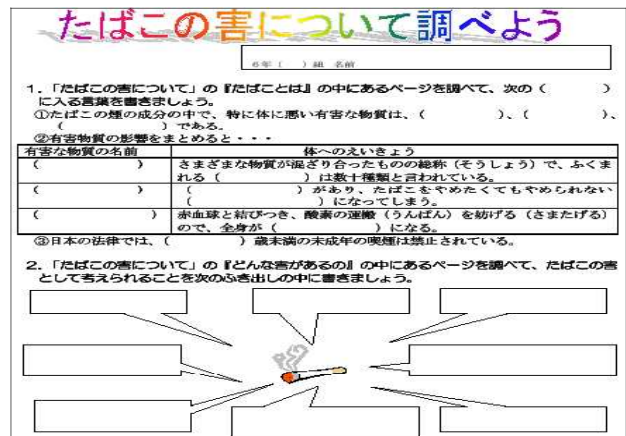 たばこの害について調べよう
6年（　　）組　名前
1．「たばこの害について」の『たばことは』の中にあるページを調べて、次の（　　　　）
に入る言葉を書きましょう。
①たばこの煙の成分の中で、特に体に悪い有害な物質は、（　　　　　）、（　　　　　）、
（　　　　　　　）である。
②有害物質の影響をまとめると・・・
有害な物質の名前　体へのえいきょう
（　　　　　　　）　さまざまな物質が混ざり合ったものの総称（そうしょう）で、ふくま
れる（　　　　　　　）は数十種類と言われている。
（　　　　　　　）　（　　　　　　　）があり、たばこをやめたくてもやめられない
（　　　　　　　）になってしまう。
（　　　　　　　）　赤血球と結びつき、酸素の運搬（うんぱん）を妨げる（さまたげる）
ので、全身が（　　　　　　　）になる。
③日本の法律では、（　　　　　　）歳未満の未成年の喫煙は禁止されている。
2．「たばこの害について」の『どんな害があるの』の中にあるページを調べて、たばこの害
として考えられることを次のふき出しの中に書きましょう。